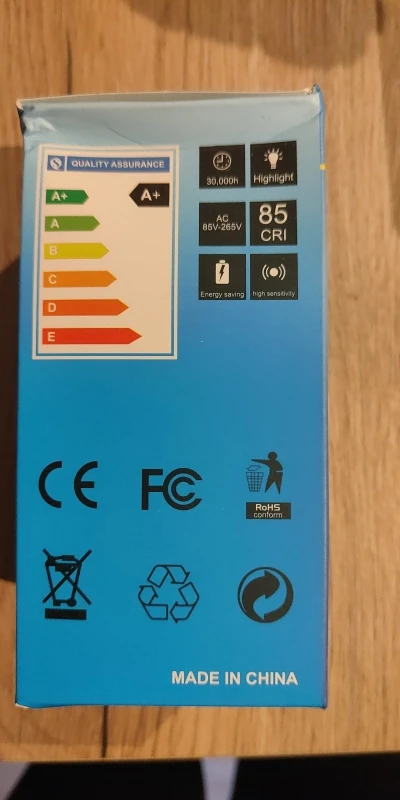 QUALITY ASSURANCE
A+
A+
A
B
C
D
E
30,000h
Highlight
AC
85V-265V
85
CRI
Energy saving
high sensitivity
CE
FC
RoHS
conform
MADE IN CHINA